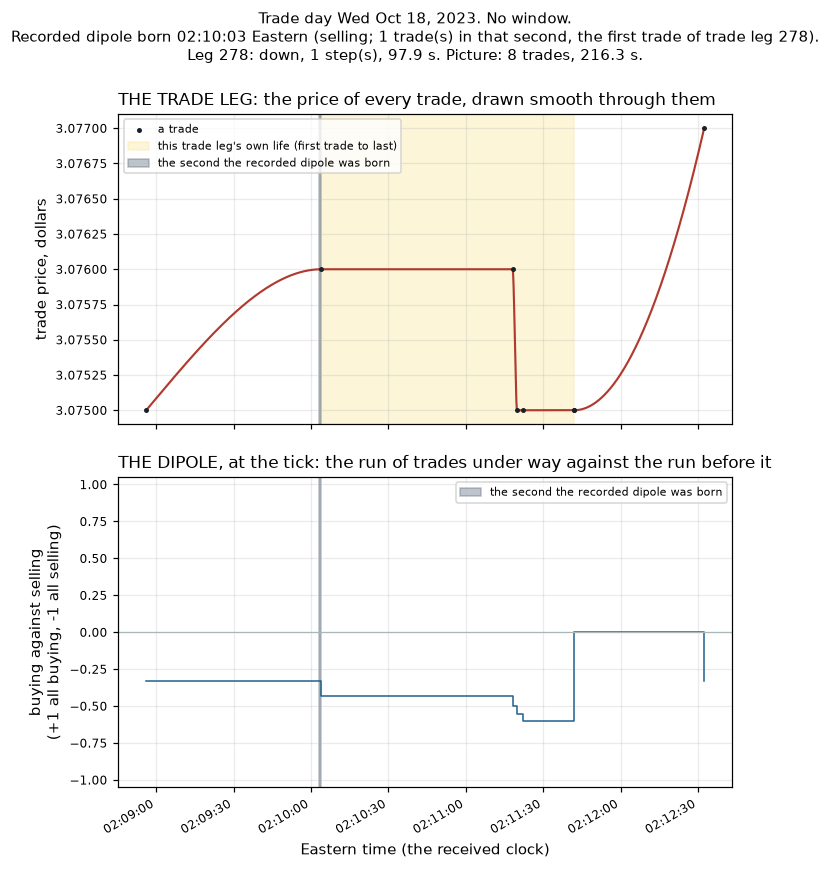 Trade day Wed Oct 18, 2023. No window.
Recorded dipole born 02:10:03 Eastern (selling; 1 trade(s) in that second, the first trade of trade leg 278).
Leg 278: down, 1 step(s), 97.9 s. Picture: 8 trades, 216.3 s.
THE TRADE LEG: the price of every trade, drawn smooth through them
a trade
this trade leg's own life (first trade to last)
the second the recorded dipole was born
trade price, dollars
3.07700
3.07675
3.07650
3.07625
3.07600
3.07575
3.07550
3.07525
3.07500
THE DIPOLE, at the tick: the run of trades under way against the run before it
the second the recorded dipole was born
buying against selling
(+1 all buying, -1 all selling)
1.00
0.75
0.50
0.25
0.00
−0.25
−0.50
−0.75
−1.00
02:09:00
02:09:30
02:10:00
02:10:30
02:11:00
02:11:30
02:12:00
02:12:30
Eastern time (the received clock)